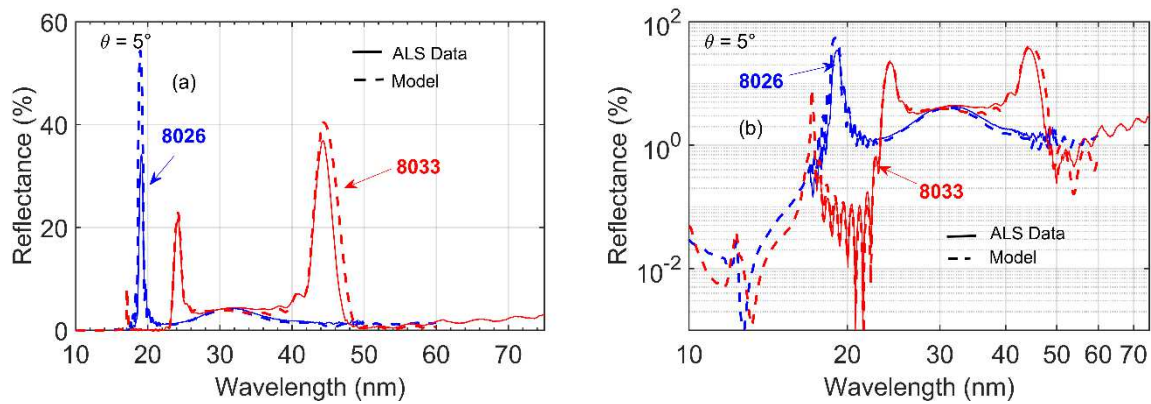 60
40
20
0
Reflectance (%)
θ = 5°
(a)
ALS Data
Model
8026
8033
10 20 30 40 50 60 70
Wavelength (nm)
10²
10⁰
10⁻²
Reflectance (%)
θ = 5°
8026
(b)
8033
ALS Data
Model
10 20 30 40 50 60 70
Wavelength (nm)